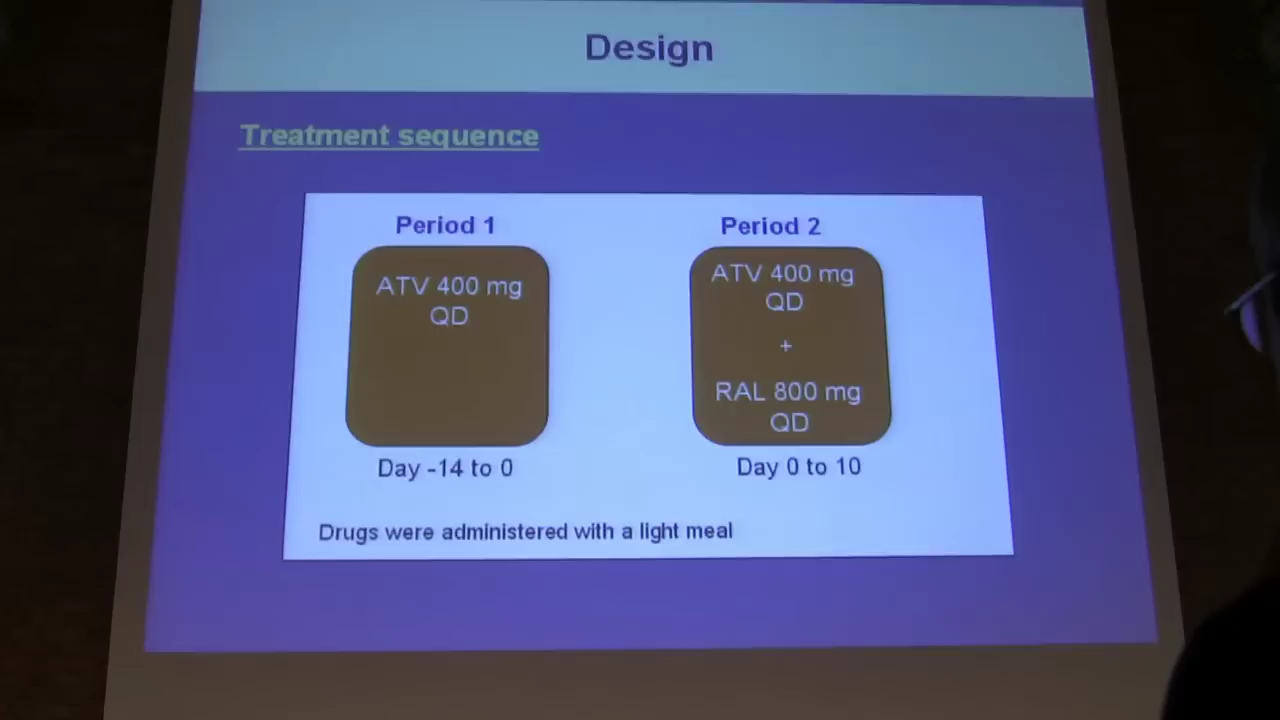 Design
Treatment sequence
Period 1
ATV 400 mg
QD
Day -14 to 0
Period 2
ATV 400 mg
QD
+
RAL 800 mg
QD
Day 0 to 10
Drugs were administered with a light meal